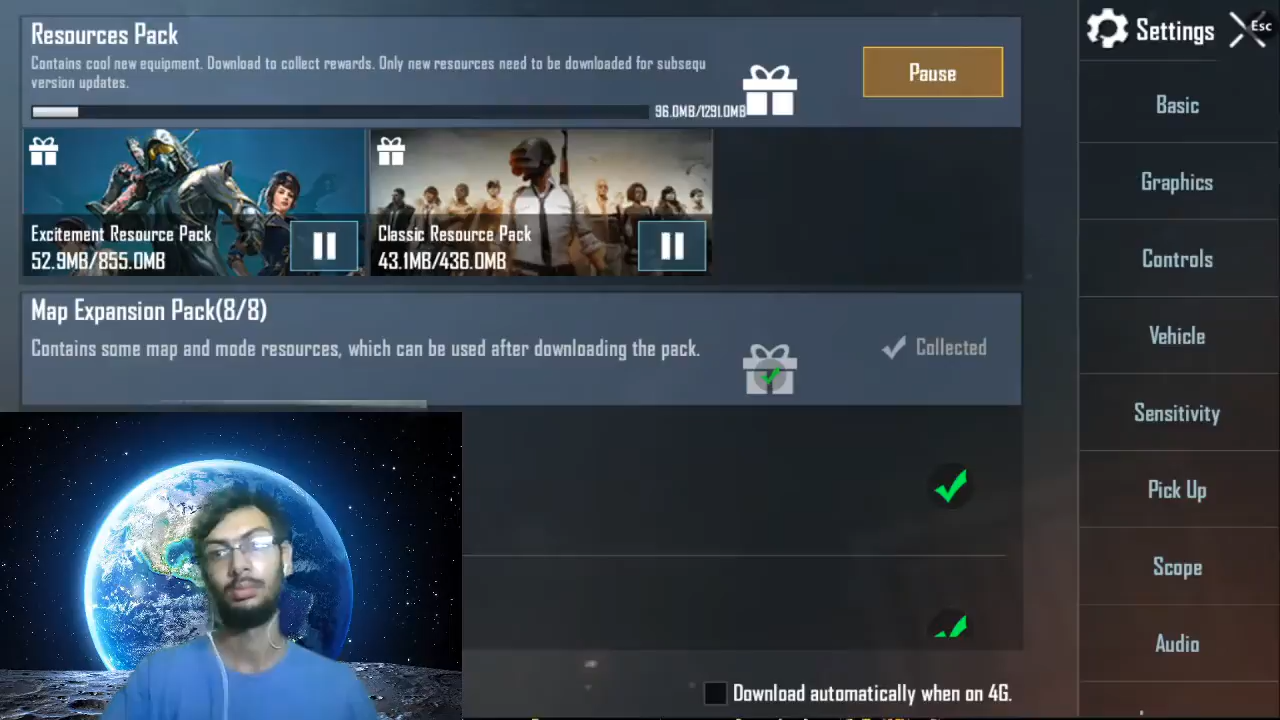 Resources Pack
Contains cool new equipment. Download to collect rewards. Only new resources need to be downloaded for subsequ
version updates.
96.0MB/1291.0MB
Pause
Excitement Resource Pack
52.9MB/855.0MB
Classic Resource Pack
43.1MB/436.0MB
Map Expansion Pack(8/8)
Contains some map and mode resources, which can be used after downloading the pack.
Collected
Download automatically when on 4G.
Settings
Esc
Basic
Graphics
Controls
Vehicle
Sensitivity
Pick Up
Scope
Audio